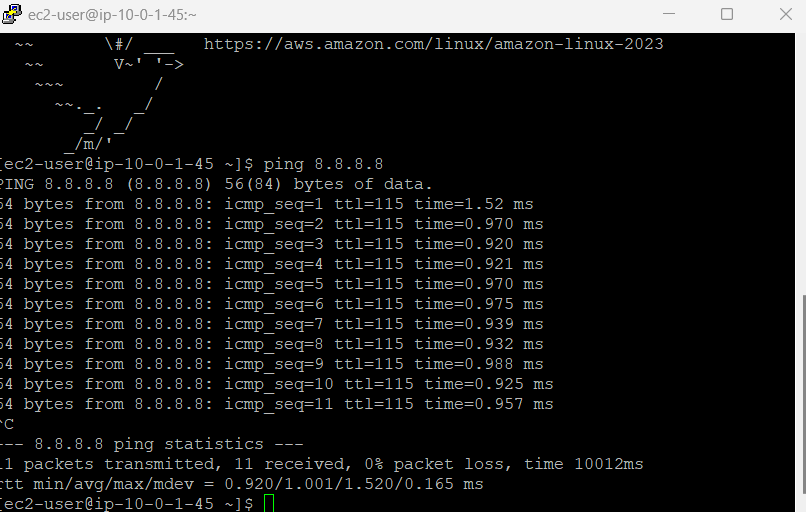 ec2-user@ip-10-0-1-45:~
~~ \#/ ___ https://aws.amazon.com/linux/amazon-linux-2023
~~ V~' '->
~~~ /
~~._. _/
_/ _/
_/m/'
[ec2-user@ip-10-0-1-45 ~]$ ping 8.8.8.8
PING 8.8.8.8 (8.8.8.8) 56(84) bytes of data.
64 bytes from 8.8.8.8: icmp_seq=1 ttl=115 time=1.52 ms
64 bytes from 8.8.8.8: icmp_seq=2 ttl=115 time=0.970 ms
64 bytes from 8.8.8.8: icmp_seq=3 ttl=115 time=0.920 ms
64 bytes from 8.8.8.8: icmp_seq=4 ttl=115 time=0.921 ms
64 bytes from 8.8.8.8: icmp_seq=5 ttl=115 time=0.970 ms
64 bytes from 8.8.8.8: icmp_seq=6 ttl=115 time=0.975 ms
64 bytes from 8.8.8.8: icmp_seq=7 ttl=115 time=0.939 ms
64 bytes from 8.8.8.8: icmp_seq=8 ttl=115 time=0.932 ms
64 bytes from 8.8.8.8: icmp_seq=9 ttl=115 time=0.988 ms
64 bytes from 8.8.8.8: icmp_seq=10 ttl=115 time=0.925 ms
64 bytes from 8.8.8.8: icmp_seq=11 ttl=115 time=0.957 ms
^C
--- 8.8.8.8 ping statistics ---
11 packets transmitted, 11 received, 0% packet loss, time 10012ms
rtt min/avg/max/mdev = 0.920/1.001/1.520/0.165 ms
[ec2-user@ip-10-0-1-45 ~]$